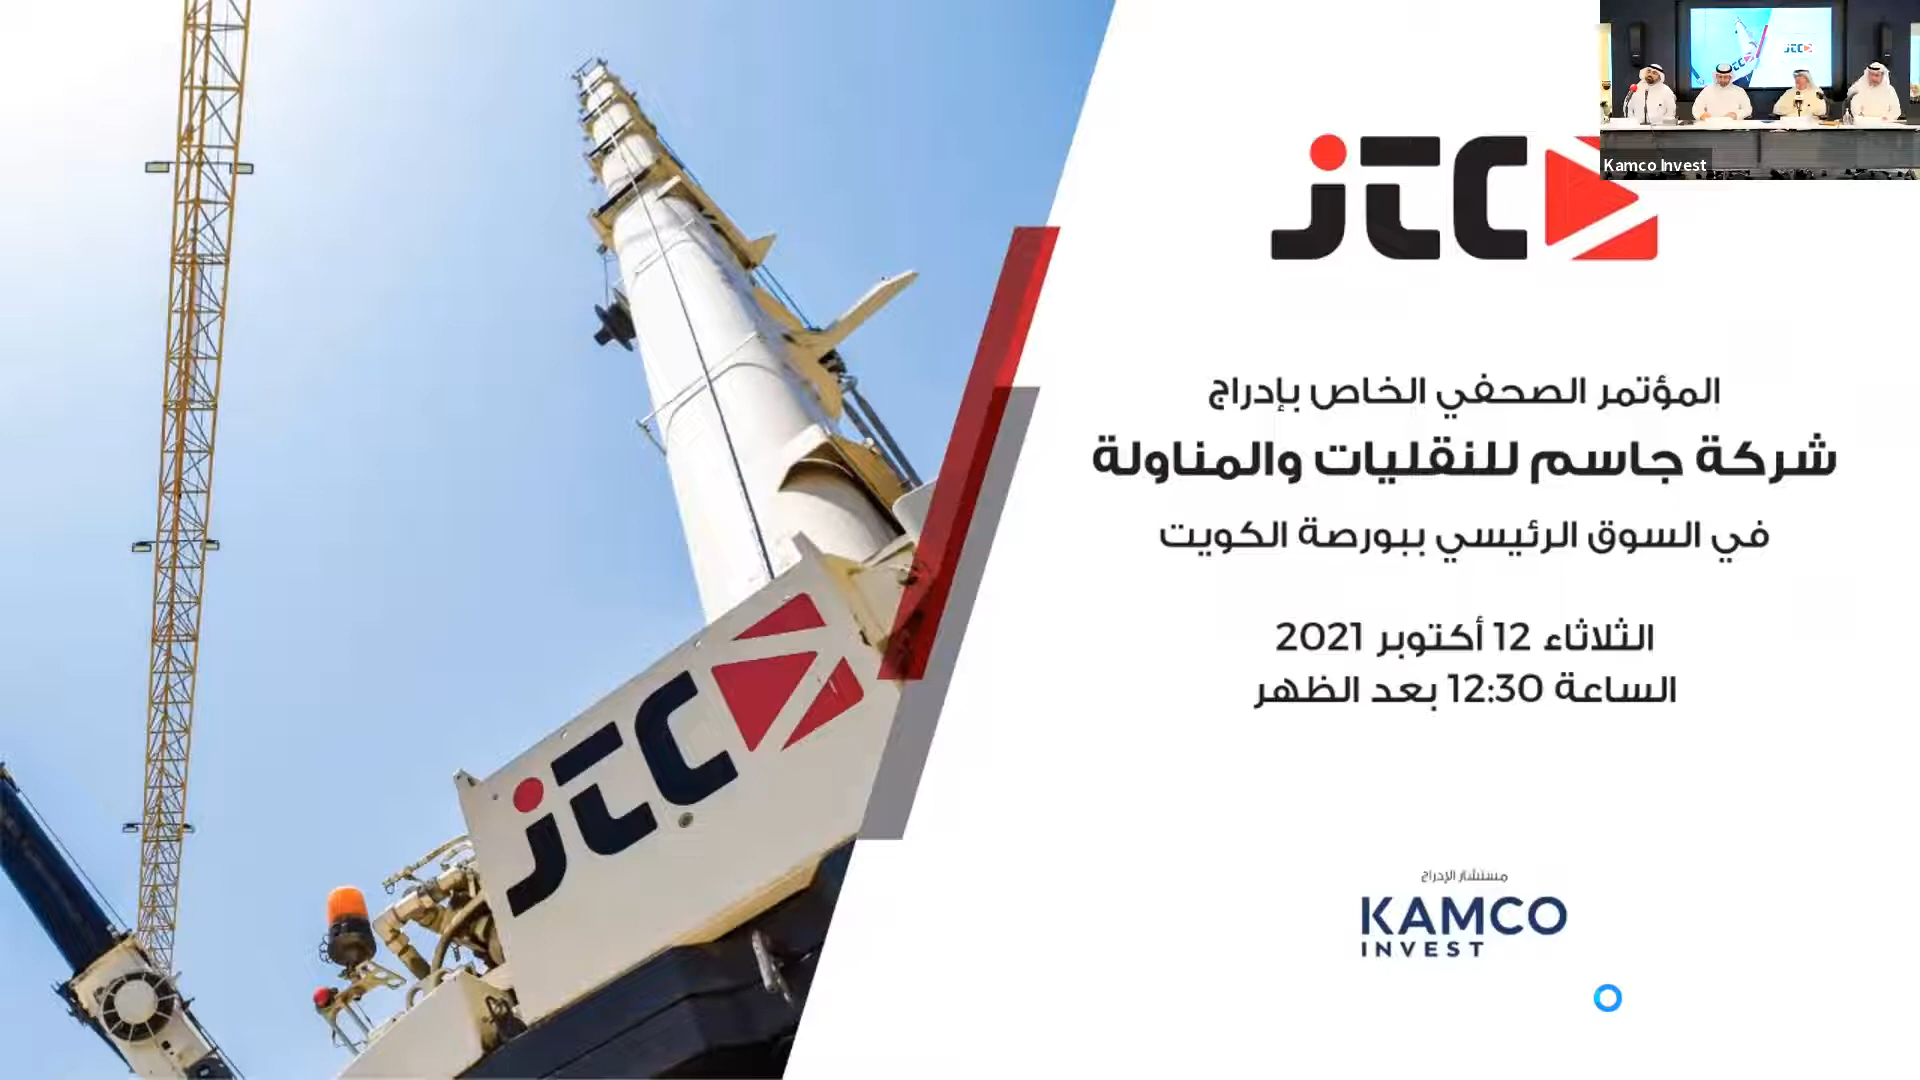 JTC
Kamco Invest
المؤتمر الصحفي الخاص بإدراج
شركة جاسم للنقليات والمناولة
في السوق الرئيسي ببورصة الكويت
الثلاثاء 12 أكتوبر 2021
الساعة 12:30 بعد الظهر
JTC
مستشار الإدراج
KAMCO
INVEST